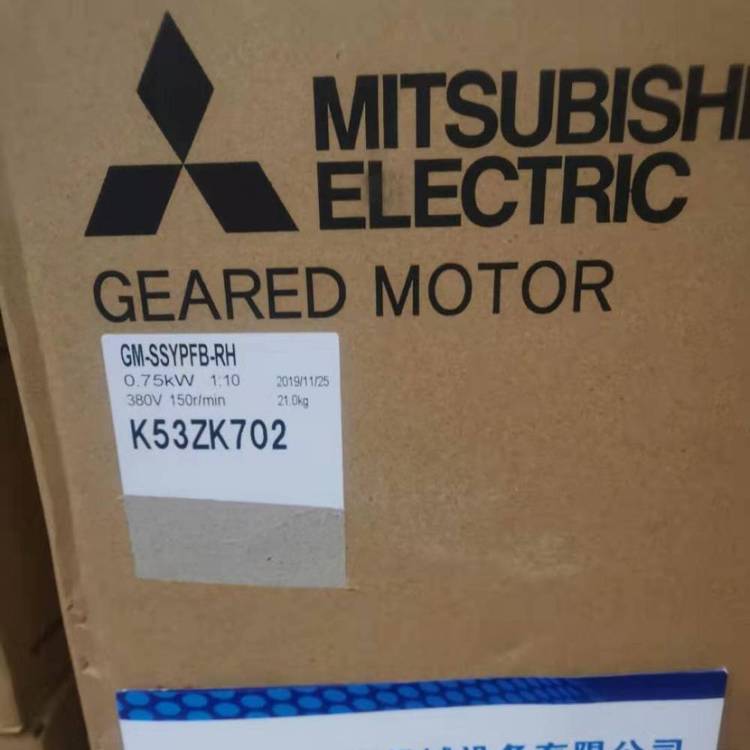 MITSUBISHI
ELECTRIC
GEARED MOTOR
GM-SSYPFB-RH
0.75kW 1:10 2019/11/25
380V 150r/min 21.0kg
K53ZK702
设备有限公司